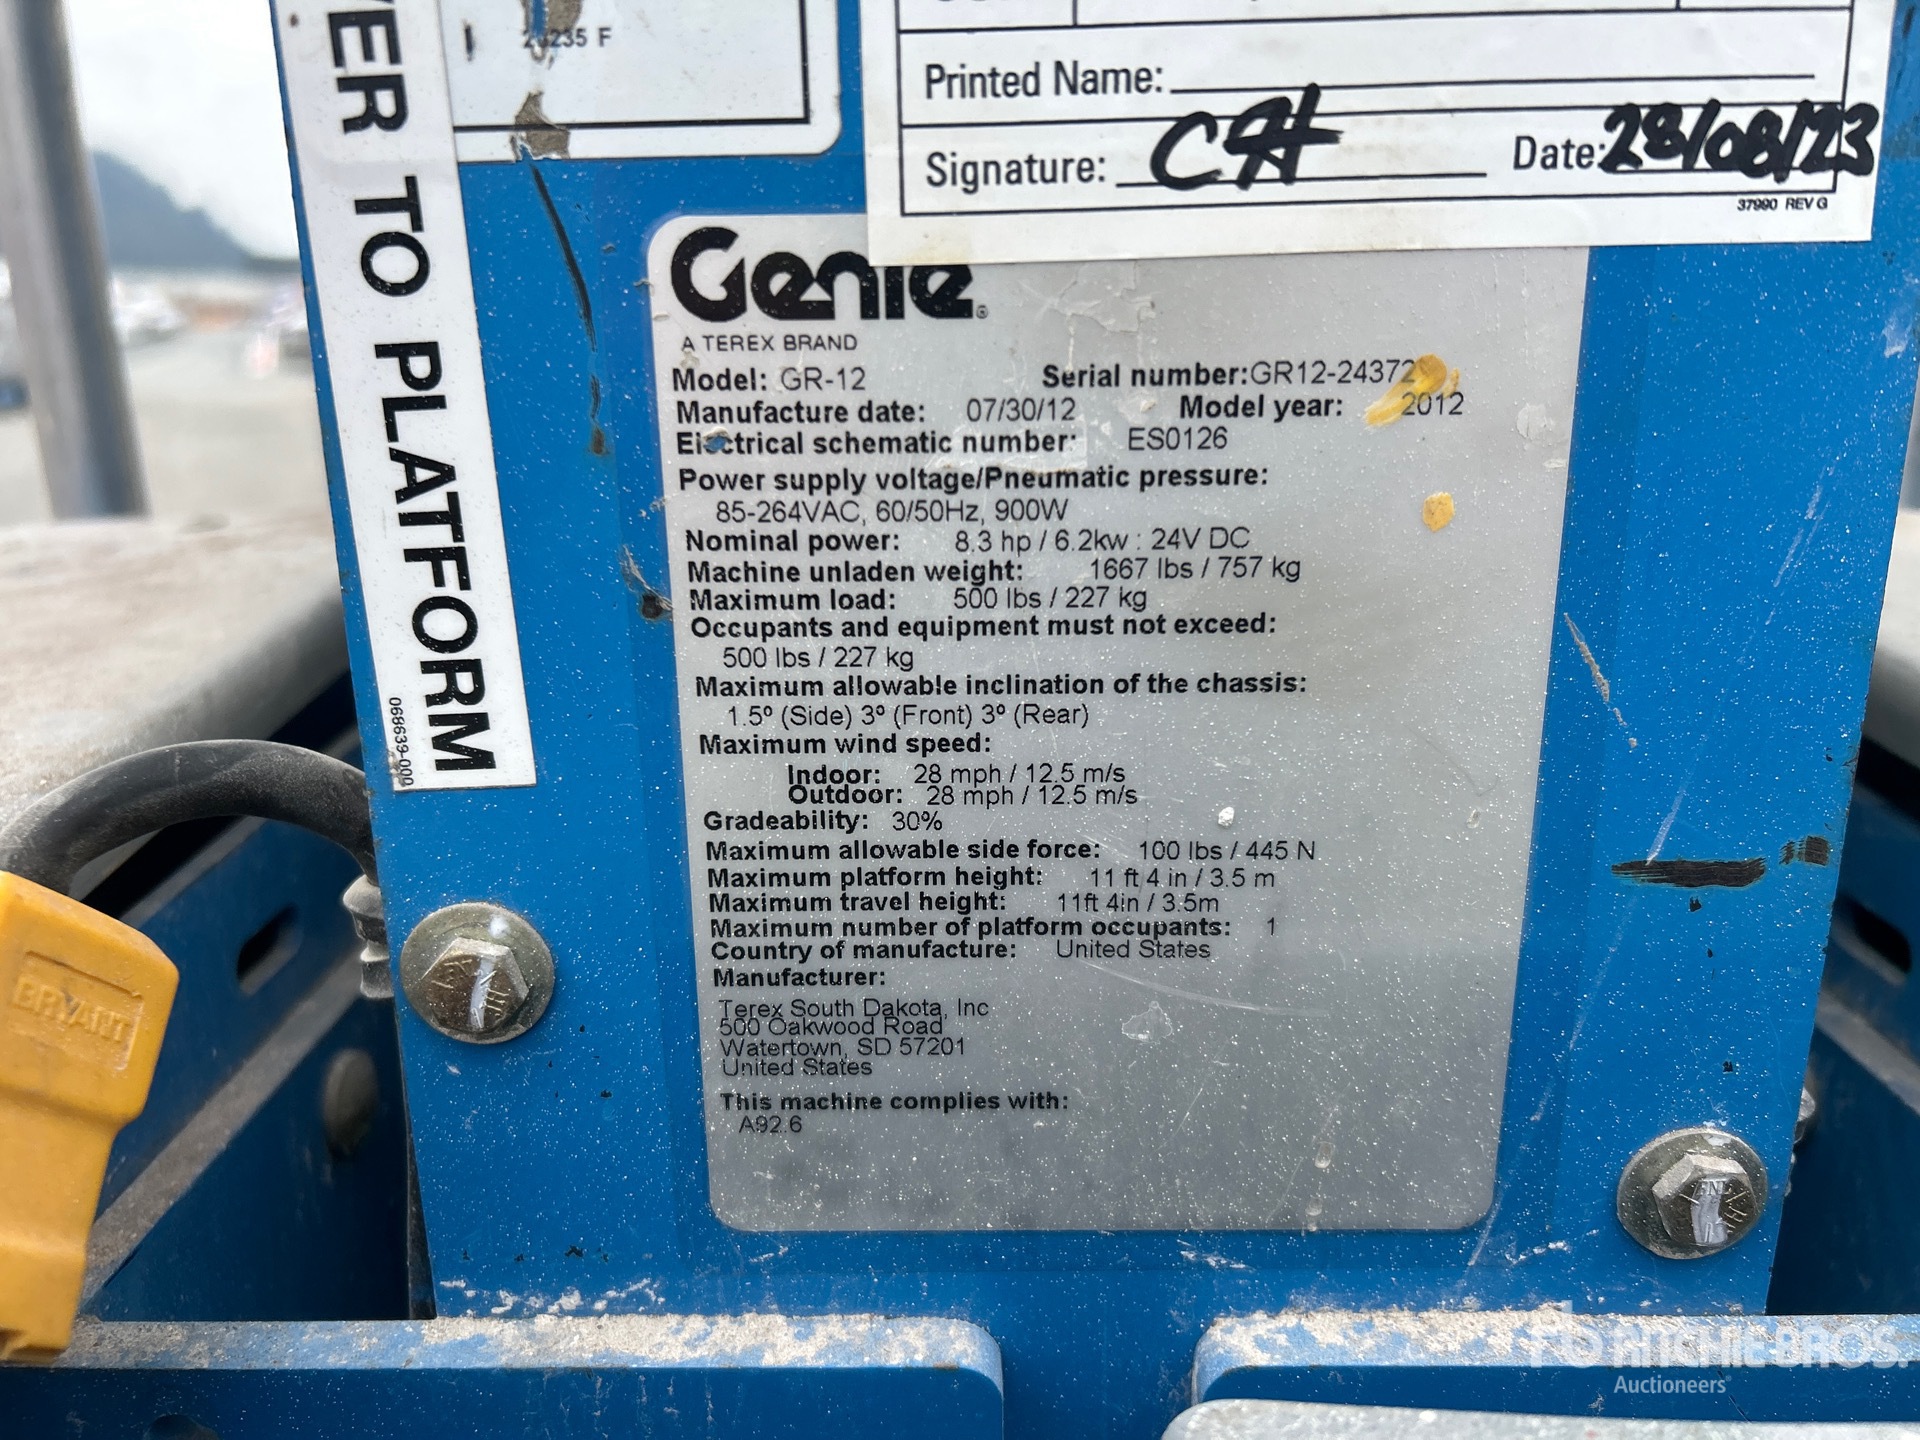 235 F
Printed Name:
Signature: CH Date: 28/08/23
37990 REV G
TO PLATFORM
068639-000
Genie®
A TEREX BRAND
Model: GR-12 Serial number:GR12-24372
Manufacture date: 07/30/12 Model year: 2012
Electrical schematic number: ES0126
Power supply voltage/Pneumatic pressure:
85-264VAC, 60/50Hz, 900W
Nominal power: 8.3 hp / 6.2kw : 24V DC
Machine unladen weight: 1667 lbs / 757 kg
Maximum load: 500 lbs / 227 kg
Occupants and equipment must not exceed:
500 lbs / 227 kg
Maximum allowable inclination of the chassis:
1.5º (Side) 3º (Front) 3º (Rear)
Maximum wind speed:
Indoor: 28 mph / 12.5 m/s
Outdoor: 28 mph / 12.5 m/s
Gradeability: 30%
Maximum allowable side force: 100 lbs / 445 N
Maximum platform height: 11 ft 4 in / 3.5 m
Maximum travel height: 11ft 4in / 3.5m
Maximum number of platform occupants: 1
Country of manufacture: United States
Manufacturer:
Terex South Dakota, Inc
500 Oakwood Road
Watertown, SD 57201
United States
This machine complies with:
A92.6
BRYANT
RITCHIE BROS.
Auctioneers